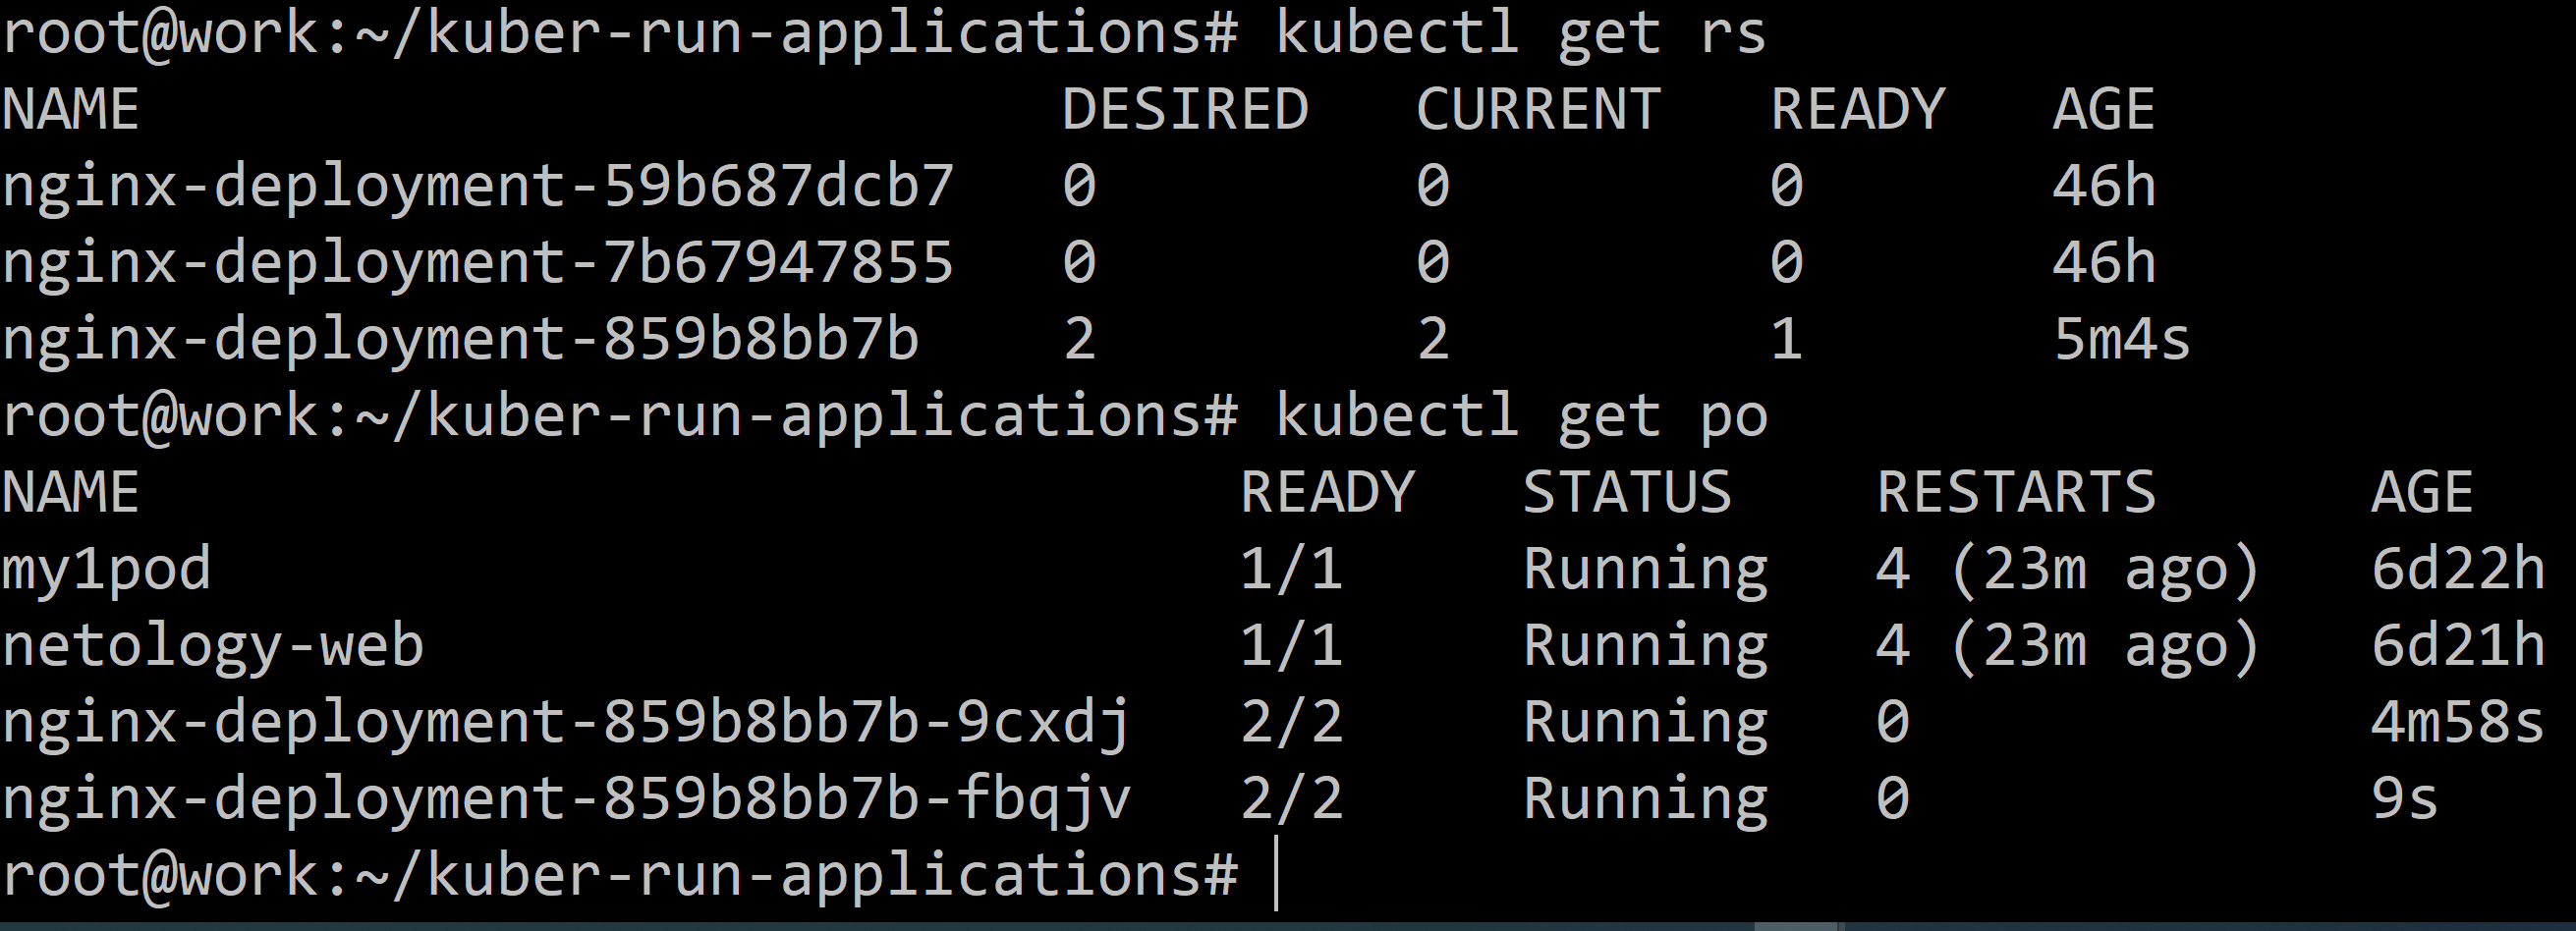 root@work:~/kuber-run-applications# kubectl get rs
NAME DESIRED CURRENT READY AGE
nginx-deployment-59b687dcb7 0 0 0 46h
nginx-deployment-7b67947855 0 0 0 46h
nginx-deployment-859b8bb7b 2 2 1 5m4s
root@work:~/kuber-run-applications# kubectl get po
NAME READY STATUS RESTARTS AGE
my1pod 1/1 Running 4 (23m ago) 6d22h
netology-web 1/1 Running 4 (23m ago) 6d21h
nginx-deployment-859b8bb7b-9cxdj 2/2 Running 0 4m58s
nginx-deployment-859b8bb7b-fbqjv 2/2 Running 0 9s
root@work:~/kuber-run-applications#